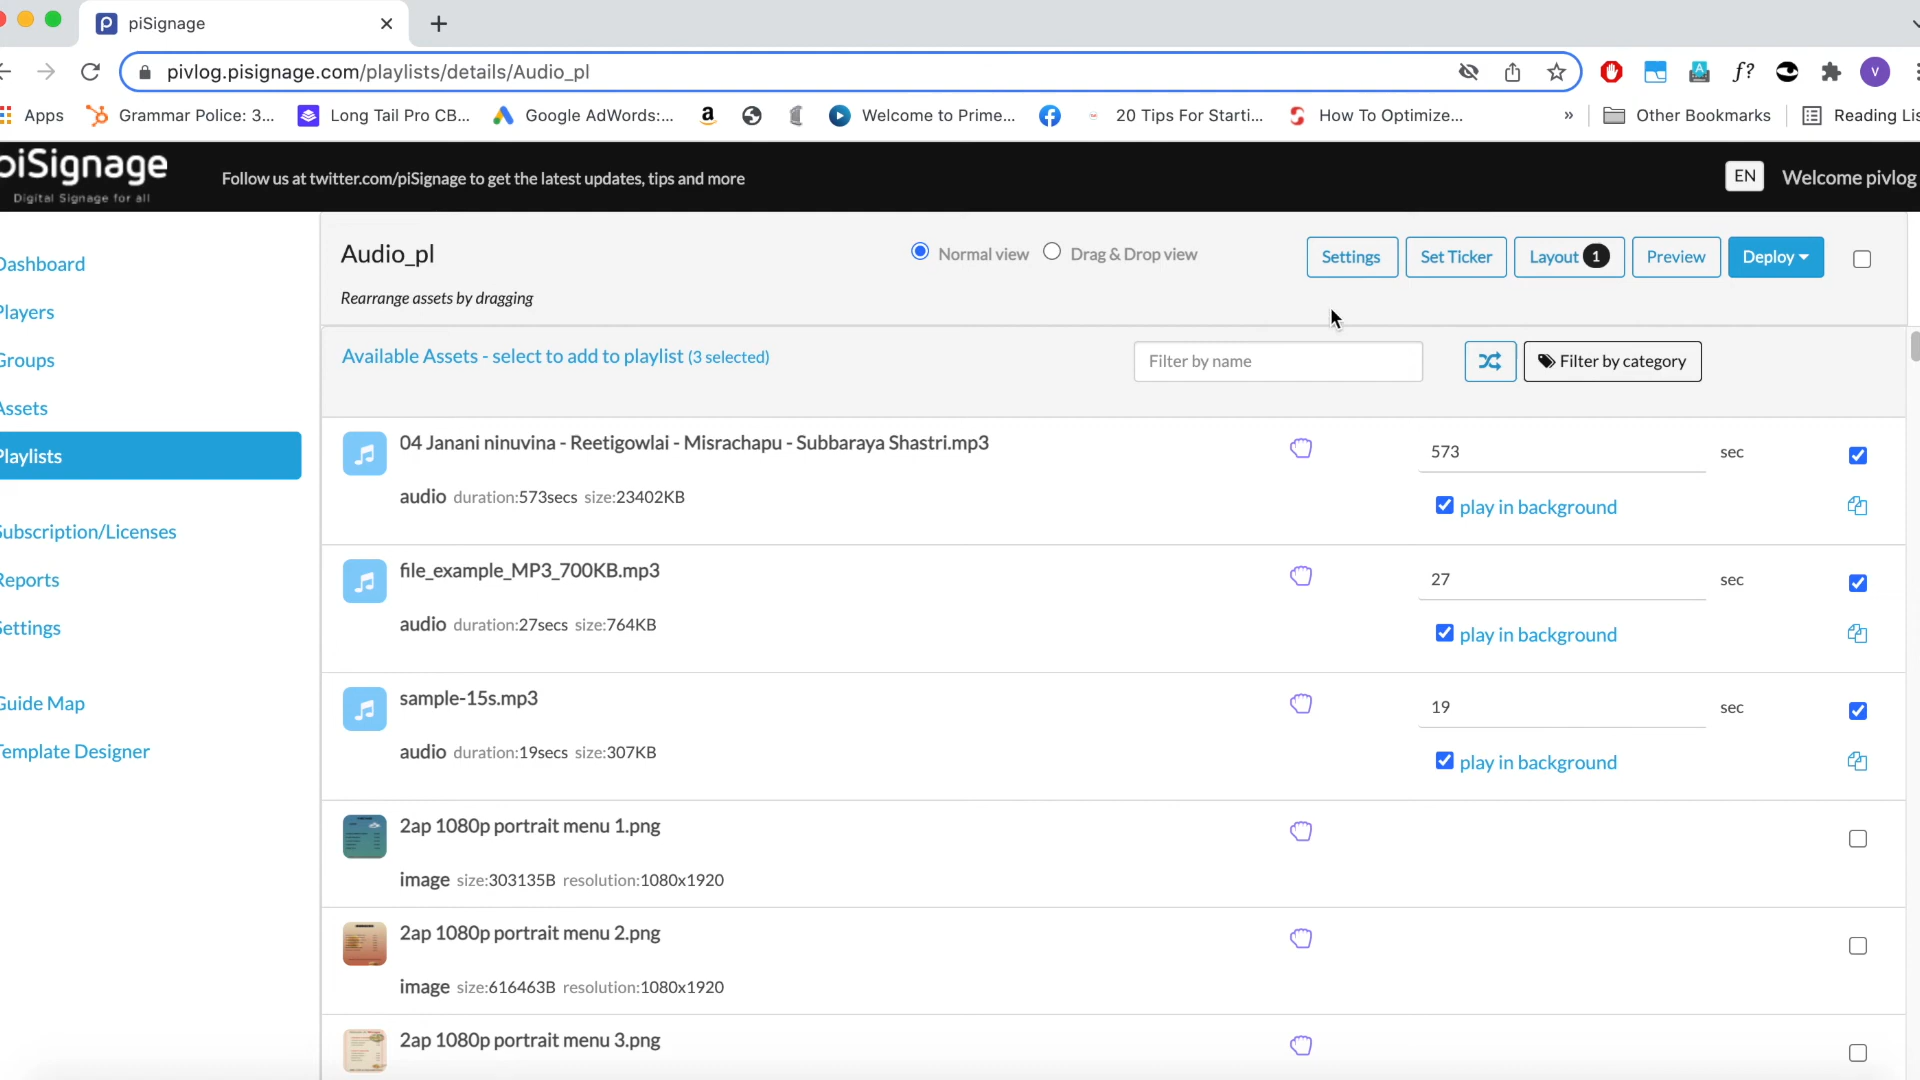 piSignage
pivlog.pisignage.com/playlists/details/Audio_pl
f?
V
Apps
Grammar Police: 3...
Long Tail Pro CB...
Google AdWords:...
Welcome to Prime...
20 Tips For Starti...
How To Optimize...
»
Other Bookmarks
Reading Lis
piSignage
Digital Signage for all
Follow us at twitter.com/piSignage to get the latest updates, tips and more
EN
Welcome pivlog
Dashboard
Players
Groups
Assets
Playlists
Subscription/Licenses
Reports
Settings
Guide Map
Template Designer
Audio_pl
Normal view
Drag & Drop view
Settings
Set Ticker
Layout 1
Preview
Deploy
Rearrange assets by dragging
Available Assets - select to add to playlist (3 selected)
Filter by name
Filter by category
04 Janani ninuvina - Reetigowlai - Misrachapu - Subbaraya Shastri.mp3
573 sec
audio duration:573secs size:23402KB
play in background
file_example_MP3_700KB.mp3
27 sec
audio duration:27secs size:764KB
play in background
sample-15s.mp3
19 sec
audio duration:19secs size:307KB
play in background
2ap 1080p portrait menu 1.png
image size:303135B resolution:1080x1920
2ap 1080p portrait menu 2.png
image size:616463B resolution:1080x1920
2ap 1080p portrait menu 3.png